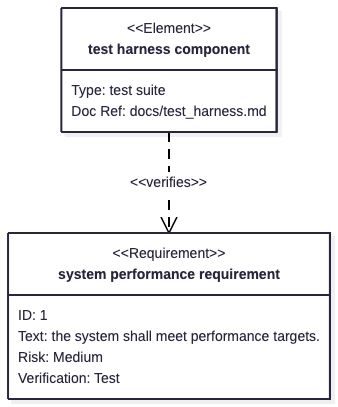 <<Element>>
test harness component
Type: test suite
Doc Ref: docs/test_harness.md
<<verifies>>
<<Requirement>>
system performance requirement
ID: 1
Text: the system shall meet performance targets.
Risk: Medium
Verification: Test